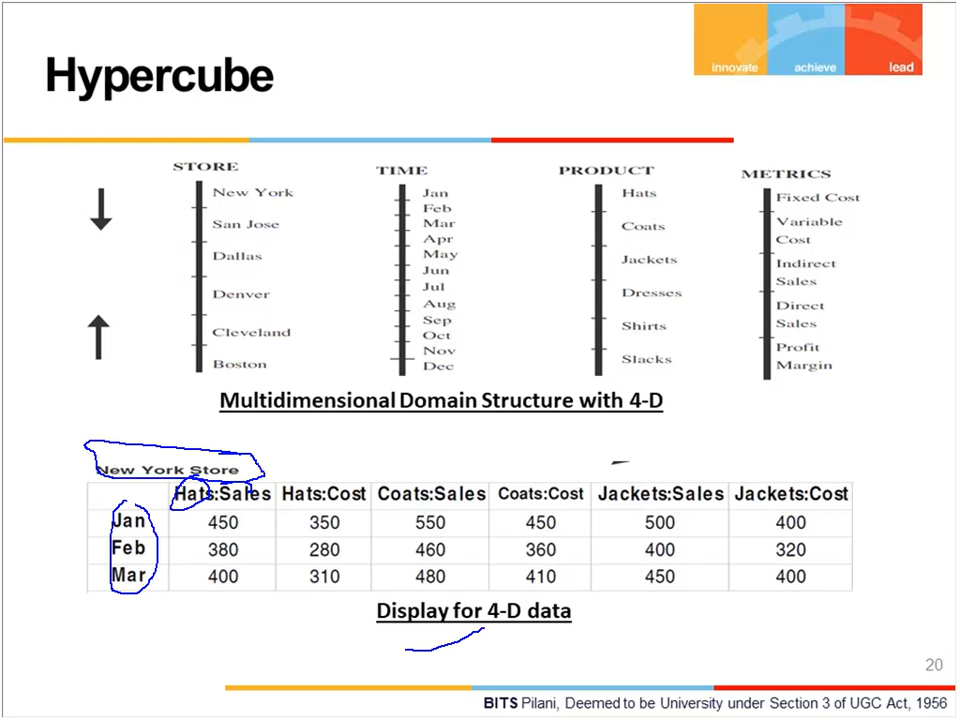 innovate achieve lead
Hypercube
STORE
New York
San Jose
Dallas
Denver
Cleveland
Boston
TIME
Jan
Feb
Mar
Apr
May
Jun
Jul
Aug
Sep
Oct
Nov
Dec
PRODUCT
Hats
Coats
Jackets
Dresses
Shirts
Slacks
METRICS
Fixed Cost
Variable
Cost
Indirect
Sales
Direct
Sales
Profit
Margin
Multidimensional Domain Structure with 4-D
New York Store
Hats:Sales Hats:Cost Coats:Sales Coats:Cost Jackets:Sales Jackets:Cost
Jan 450 350 550 450 500 400
Feb 380 280 460 360 400 320
Mar 400 310 480 410 450 400
Display for 4-D data
20
BITS Pilani, Deemed to be University under Section 3 of UGC Act, 1956